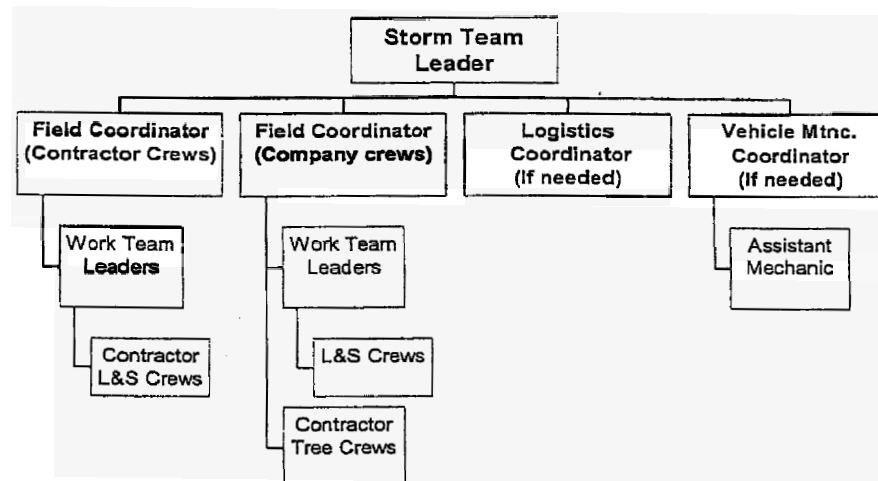 Storm Team
Leader
Field Coordinator
(Contractor Crews)
Field Coordinator
(Company crews)
Logistics
Coordinator
(If needed)
Vehicle Mtnc.
Coordinator
(If needed)
Work Team
Leaders
Work Team
Leaders
Assistant
Mechanic
Contractor
L&S Crews
L&S Crews
Contractor
Tree Crews